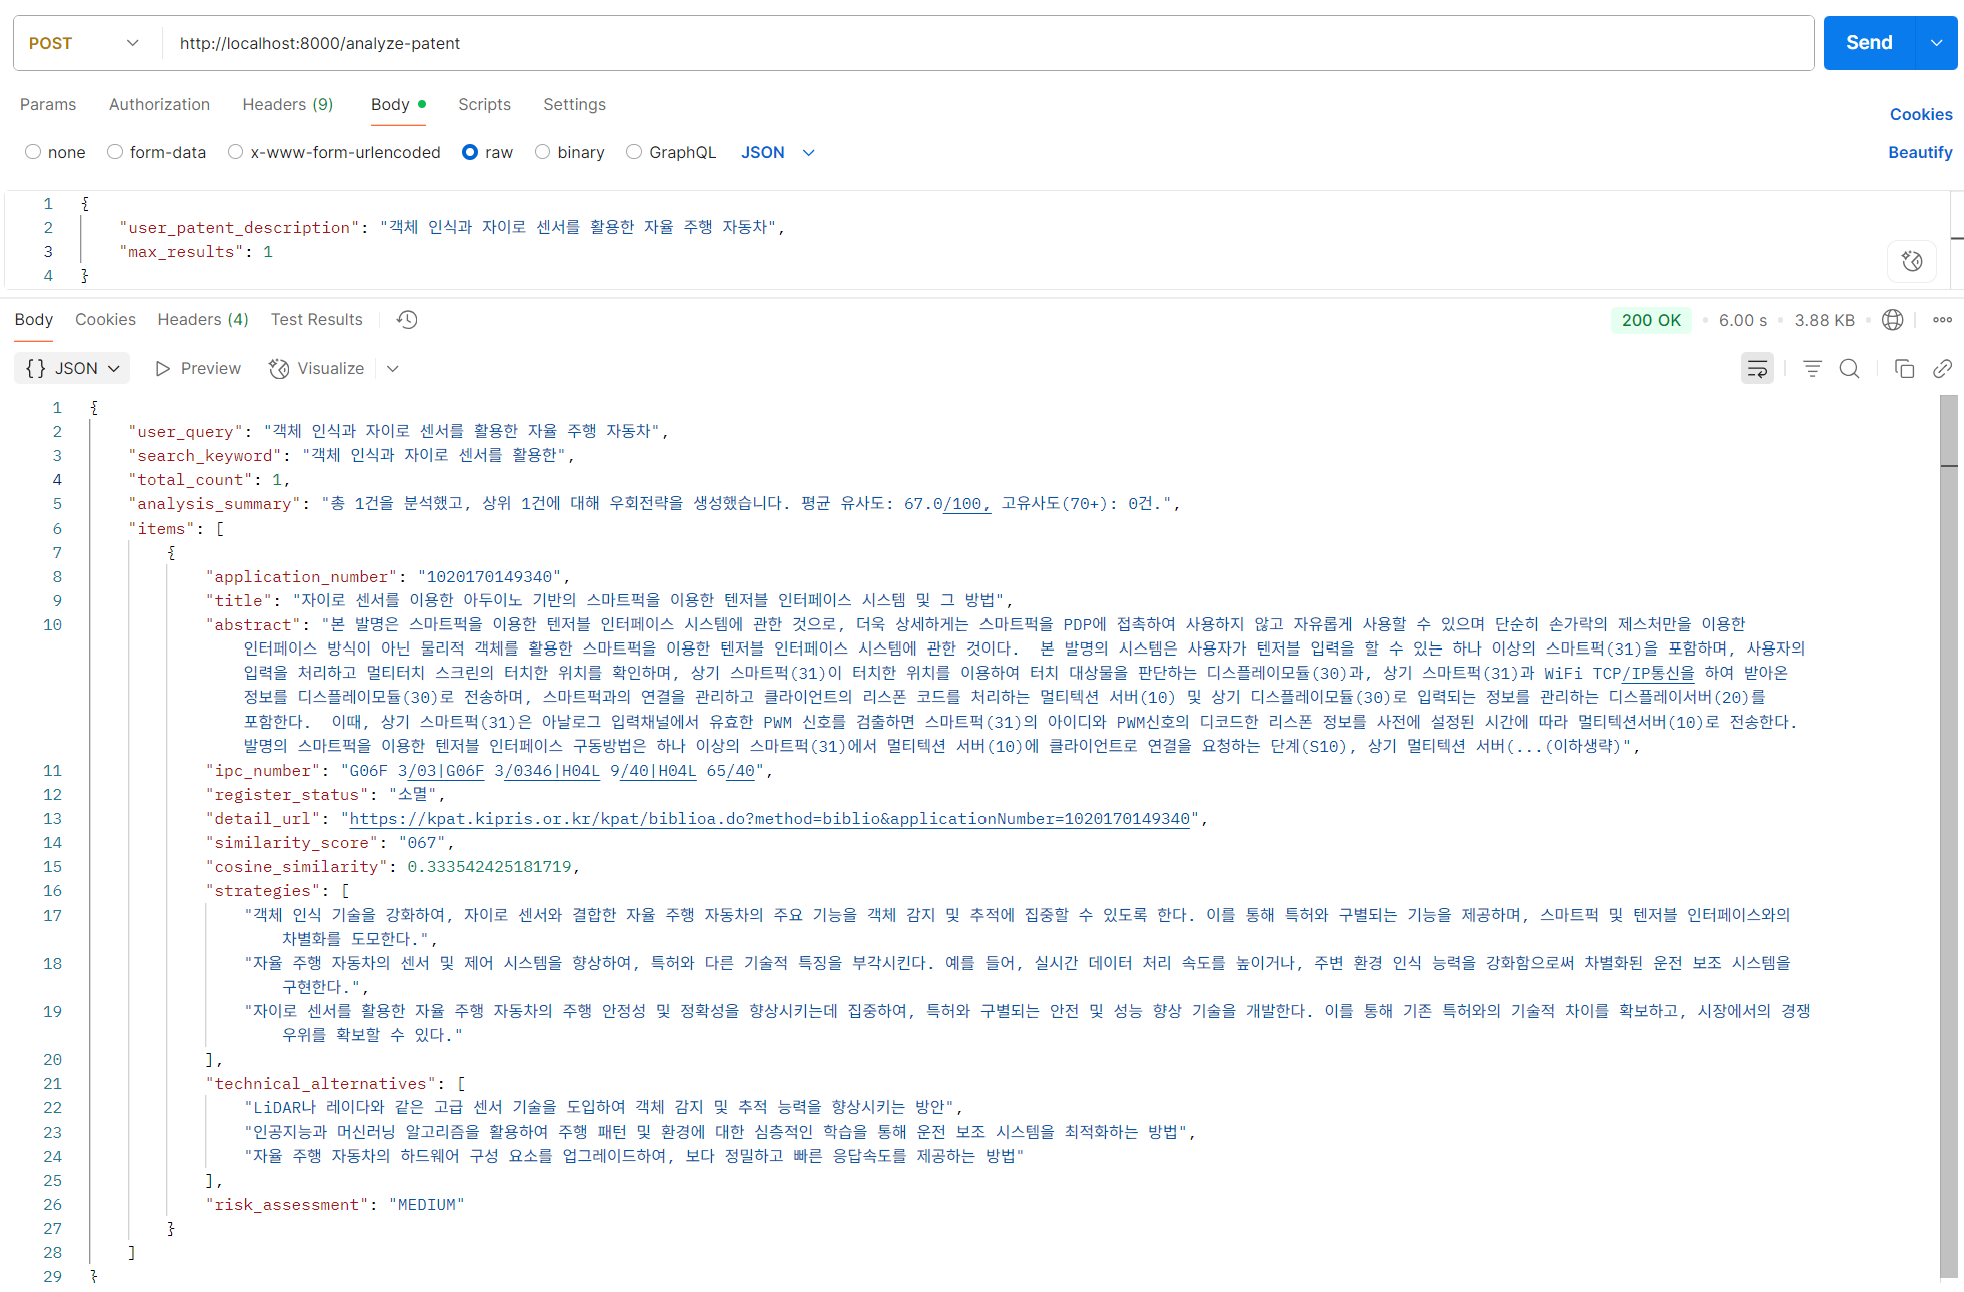 POST http://localhost:8000/analyze-patent Send
Params Authorization Headers (9) Body Scripts Settings
Cookies
none form-data x-www-form-urlencoded raw binary GraphQL JSON Beautify
1 {
2 "user_patent_description": "객체 인식과 자이로 센서를 활용한 자율 주행 자동차",
3 "max_results": 1
4 }
Body Cookies Headers (4) Test Results 200 OK 6.00 s 3.88 KB
{} JSON Preview Visualize
1 {
2 "user_query": "객체 인식과 자이로 센서를 활용한 자율 주행 자동차",
3 "search_keyword": "객체 인식과 자이로 센서를 활용한",
4 "total_count": 1,
5 "analysis_summary": "총 1건을 분석했고, 상위 1건에 대해 우회전략을 생성했습니다. 평균 유사도: 67.0/100, 고유사도(70+): 0건.",
6 "items": [
7 {
8 "application_number": "1020170149340",
9 "title": "자이로 센서를 이용한 아두이노 기반의 스마트퍽을 이용한 텐저블 인터페이스 시스템 및 그 방법",
10 "abstract": "본 발명은 스마트퍽을 이용한 텐저블 인터페이스 시스템에 관한 것으로, 더욱 상세하게는 스마트퍽을 PDP에 접촉하여 사용하지 않고 자유롭게 사용할 수 있으며 단순히 손가락의 제스처만을 이용한
인터페이스 방식이 아닌 물리적 객체를 활용한 스마트퍽을 이용한 텐저블 인터페이스 시스템에 관한 것이다. 본 발명의 시스템은 사용자가 텐저블 입력을 할 수 있는 하나 이상의 스마트퍽(31)을 포함하며, 사용자의
입력을 처리하고 멀티터치 스크린의 터치한 위치를 확인하며, 상기 스마트퍽(31)이 터치한 위치를 이용하여 터치 대상물을 판단하는 디스플레이모듈(30)과, 상기 스마트퍽(31)과 WiFi TCP/IP통신을 하여 받아온
정보를 디스플레이모듈(30)로 전송하며, 스마트퍽과의 연결을 관리하고 클라이언트의 리스폰 코드를 처리하는 멀티텍션 서버(10) 및 상기 디스플레이모듈(30)로 입력되는 정보를 관리하는 디스플레이서버(20)를
포함한다. 이때, 상기 스마트퍽(31)은 아날로그 입력채널에서 유효한 PWM 신호를 검출하면 스마트퍽(31)의 아이디와 PWM신호의 디코드한 리스폰 정보를 사전에 설정된 시간에 따라 멀티텍션서버(10)로 전송한다.
발명의 스마트퍽을 이용한 텐저블 인터페이스 구동방법은 하나 이상의 스마트퍽(31)에서 멀티텍션 서버(10)에 클라이언트로 연결을 요청하는 단계(S10), 상기 멀티텍션 서버(...(이하생략)",
11 "ipc_number": "G06F 3/03|G06F 3/0346|H04L 9/40|H04L 65/40",
12 "register_status": "소멸",
13 "detail_url": "https://kpat.kipris.or.kr/kpat/biblioa.do?method=biblio&applicationNumber=1020170149340",
14 "similarity_score": "067",
15 "cosine_similarity": 0.333542425181719,
16 "strategies": [
17 "객체 인식 기술을 강화하여, 자이로 센서와 결합한 자율 주행 자동차의 주요 기능을 객체 감지 및 추적에 집중할 수 있도록 한다. 이를 통해 특허와 구별되는 기능을 제공하며, 스마트퍽 및 텐저블 인터페이스와의
차별화를 도모한다.",
18 "자율 주행 자동차의 센서 및 제어 시스템을 향상하여, 특허와 다른 기술적 특징을 부각시킨다. 예를 들어, 실시간 데이터 처리 속도를 높이거나, 주변 환경 인식 능력을 강화함으로써 차별화된 운전 보조 시스템을
구현한다.",
19 "자이로 센서를 활용한 자율 주행 자동차의 주행 안정성 및 정확성을 향상시키는데 집중하여, 특허와 구별되는 안전 및 성능 향상 기술을 개발한다. 이를 통해 기존 특허와의 기술적 차이를 확보하고, 시장에서의 경쟁
우위를 확보할 수 있다."
20 ],
21 "technical_alternatives": [
22 "LiDAR나 레이다와 같은 고급 센서 기술을 도입하여 객체 감지 및 추적 능력을 향상시키는 방안",
23 "인공지능과 머신러닝 알고리즘을 활용하여 주행 패턴 및 환경에 대한 심층적인 학습을 통해 운전 보조 시스템을 최적화하는 방법",
24 "자율 주행 자동차의 하드웨어 구성 요소를 업그레이드하여, 보다 정밀하고 빠른 응답속도를 제공하는 방법"
25 ],
26 "risk_assessment": "MEDIUM"
27 }
28 ]
29 }